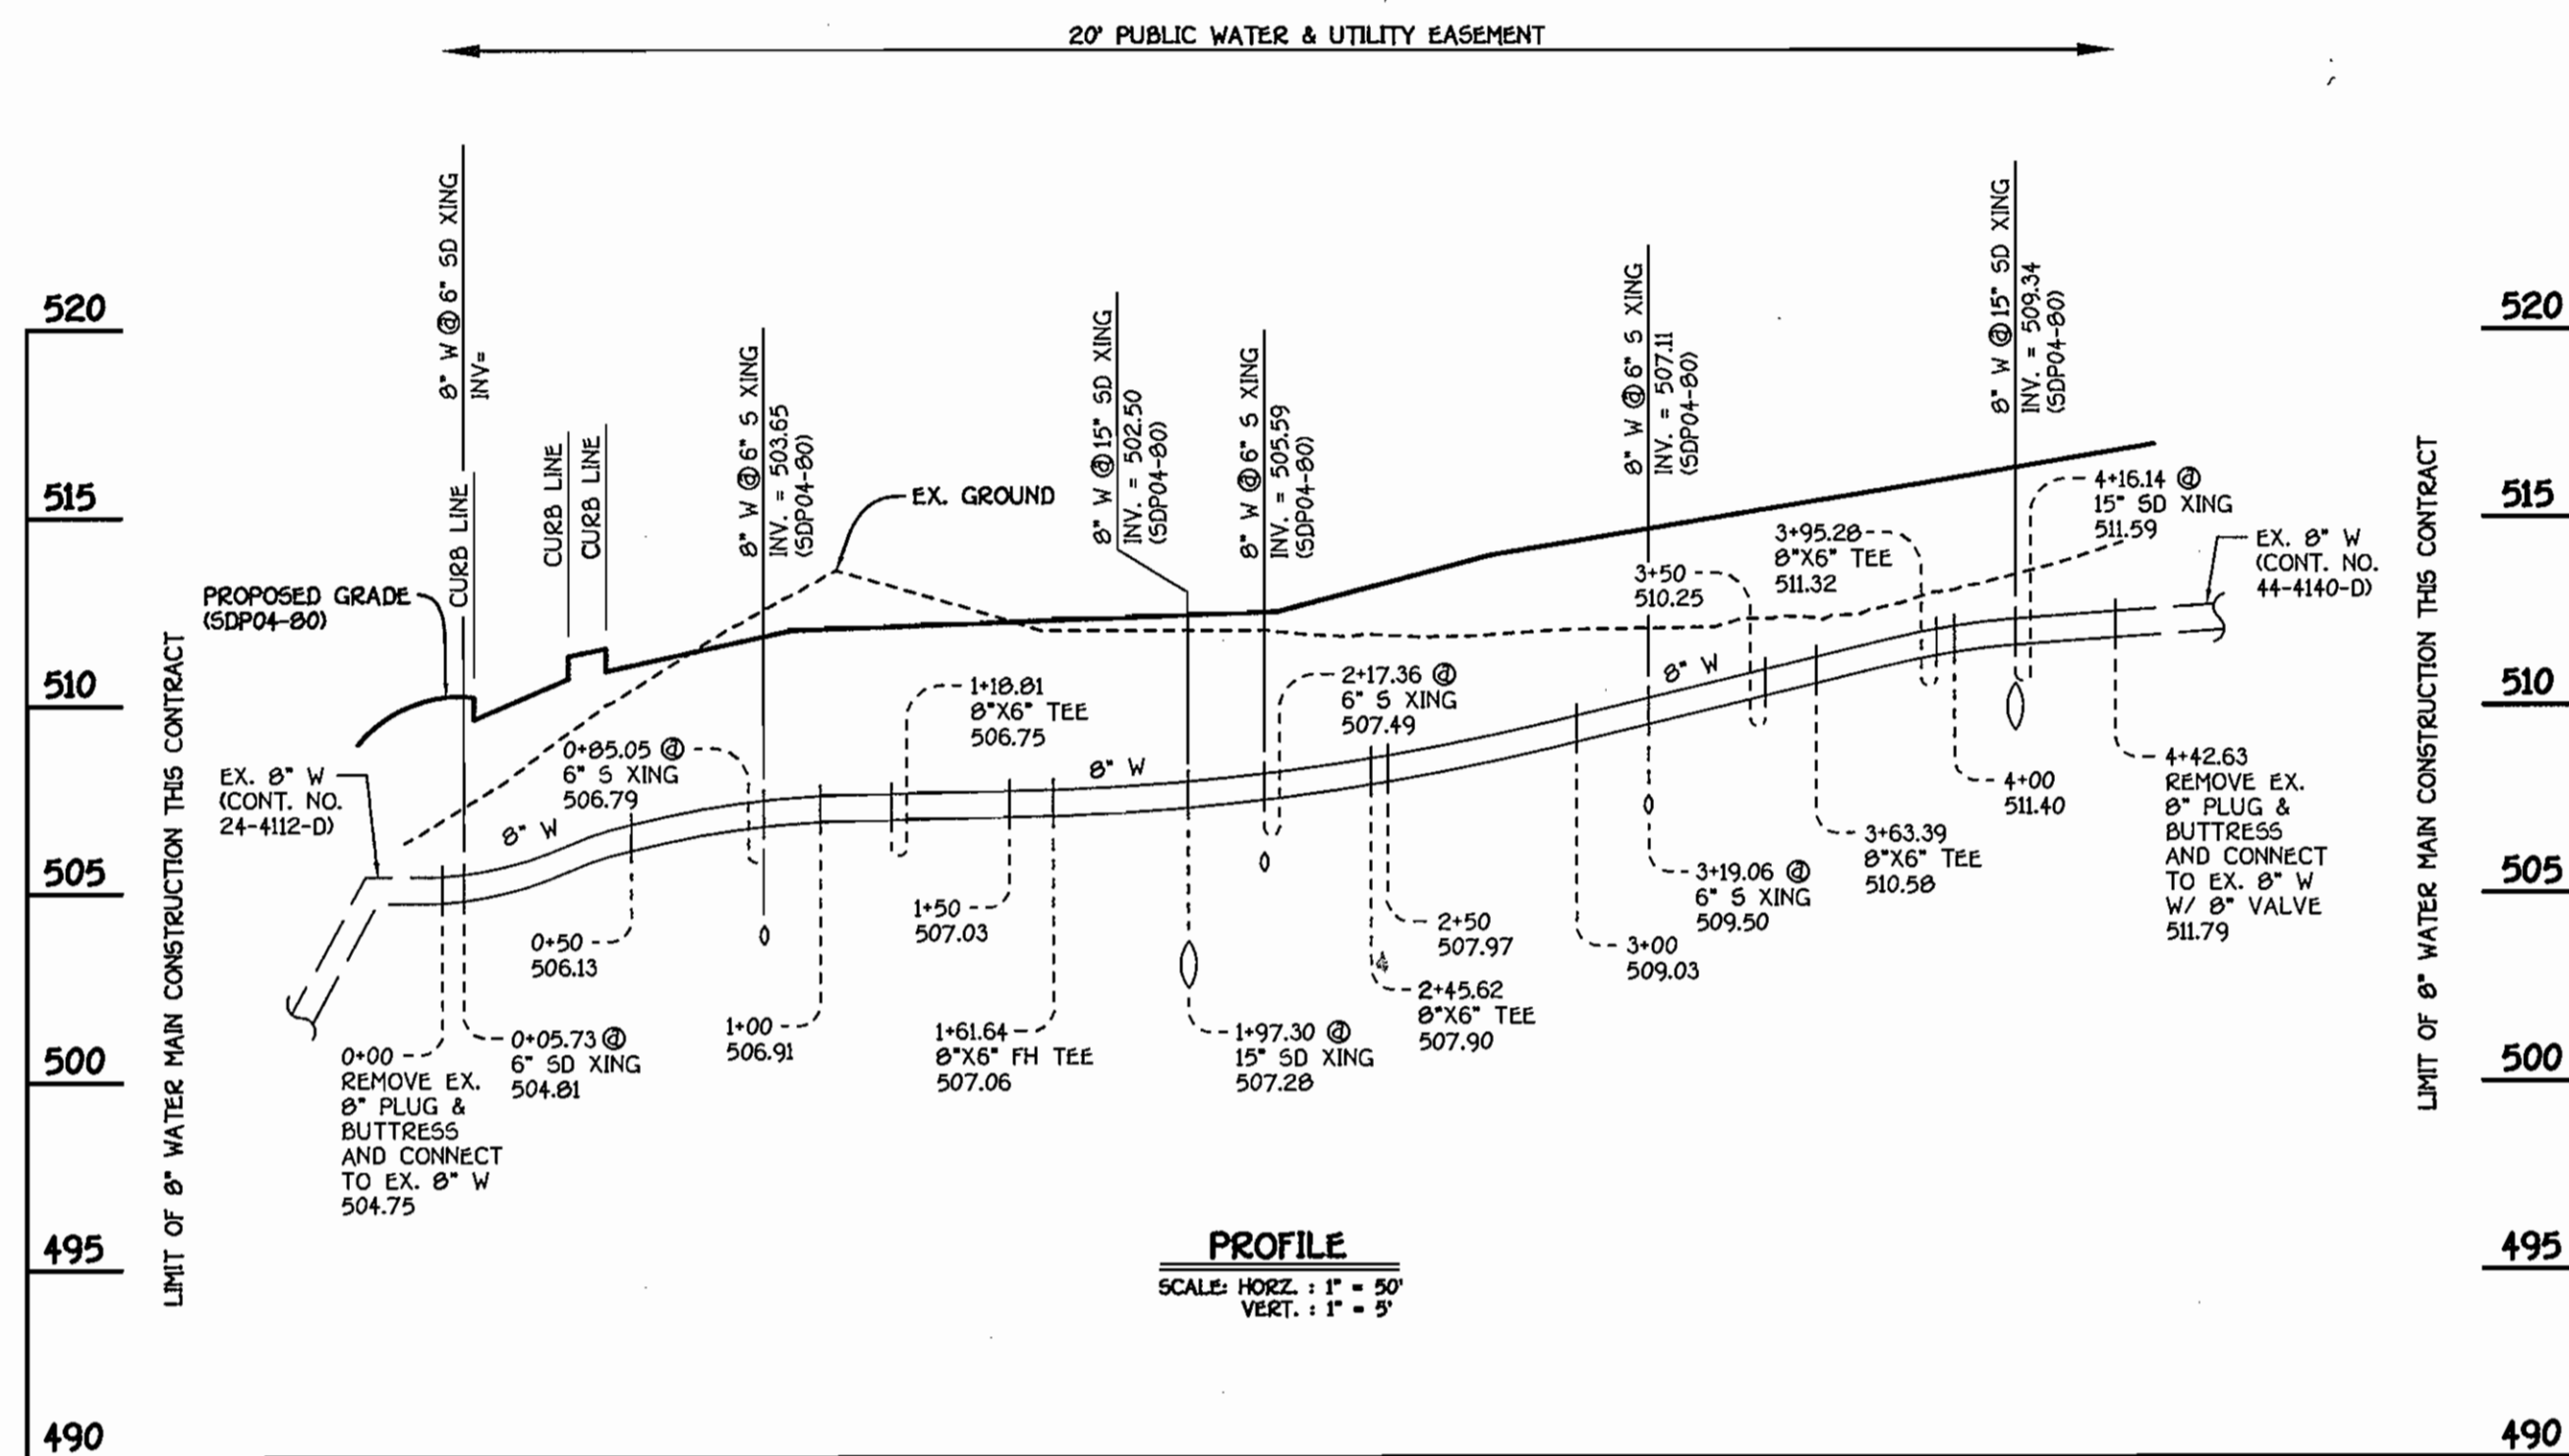 20' PUBLIC WATER & UTILITY EASEMENT
8" W @ 6" SD XING
INV=
CURB LINE
CURB LINE
CURB LINE
8" W @ 6" S XING
INV. = 503.65
(SDP04-80)
8" W @ 15" SD XING
INV. = 502.50
(SDP04-80)
8" W @ 6" S XING
INV. = 505.59
(SDP04-80)
8" W @ 6" S XING
INV. = 507.11
(SDP04-80)
8" W @ 15" SD XING
INV. = 509.34
(SDP04-80)
520
515
510
505
500
495
490
520
515
510
505
500
495
490
LIMIT OF 8" WATER MAIN CONSTRUCTION THIS CONTRACT
LIMIT OF 8" WATER MAIN CONSTRUCTION THIS CONTRACT
PROPOSED GRADE
(SDP04-80)
EX. GROUND
EX. 8" W
(CONT. NO.
24-4112-D)
EX. 8" W
(CONT. NO.
44-4140-D)
8" W
8" W
8" W
0+00
REMOVE EX.
8" PLUG &
BUTTRESS
AND CONNECT
TO EX. 8" W
504.75
0+05.73 @
6" SD XING
504.81
0+50
506.13
0+85.05 @
6" S XING
506.79
1+00
506.91
1+18.81
8"X6" TEE
506.75
1+50
507.03
1+61.64
8"X6" FH TEE
507.06
1+97.30 @
15" SD XING
507.28
2+17.36 @
6" S XING
507.49
2+45.62
8"X6" TEE
507.90
2+50
507.97
3+00
509.03
3+19.06 @
6" S XING
509.50
3+50
510.25
3+63.39
8"X6" TEE
510.58
3+95.28
8"X6" TEE
511.32
4+00
511.40
4+16.14 @
15" SD XING
511.59
4+42.63
REMOVE EX.
8" PLUG &
BUTTRESS
AND CONNECT
TO EX. 8" W
W/ 8" VALVE
511.79
PROFILE
SCALE: HORZ. : 1" = 50'
VERT. : 1" = 5'